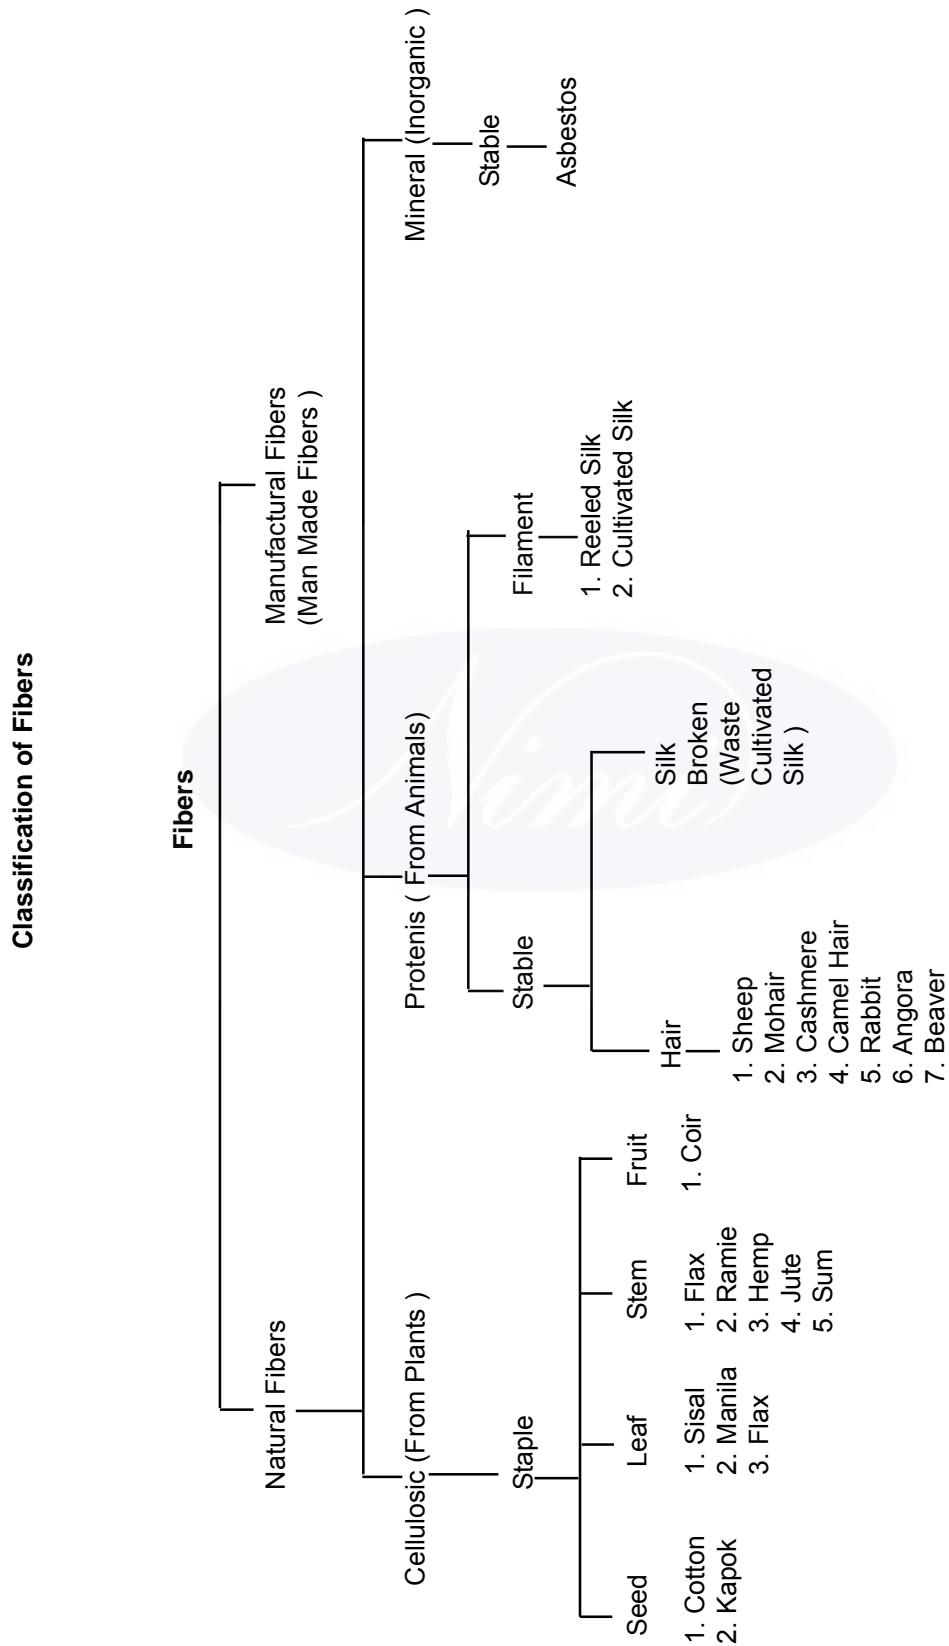 Classification of Fibers
Fibers
Natural Fibers
Manufactural Fibers
(Man Made Fibers )
Cellulosic (From Plants )
Protenis ( From Animals)
Mineral (Inorganic )
Staple
Stable
Filament
Stable
Seed
Leaf
Stem
Fruit
Hair
Silk
Broken
(Waste
Cultivated
Silk )
1. Reeled Silk
2. Cultivated Silk
Asbestos
1. Cotton
2. Kapok
1. Sisal
2. Manila
3. Flax
1. Flax
2. Ramie
3. Hemp
4. Jute
5. Sum
1. Coir
1. Sheep
2. Mohair
3. Cashmere
4. Camel Hair
5. Rabbit
6. Angora
7. Beaver
Nimi